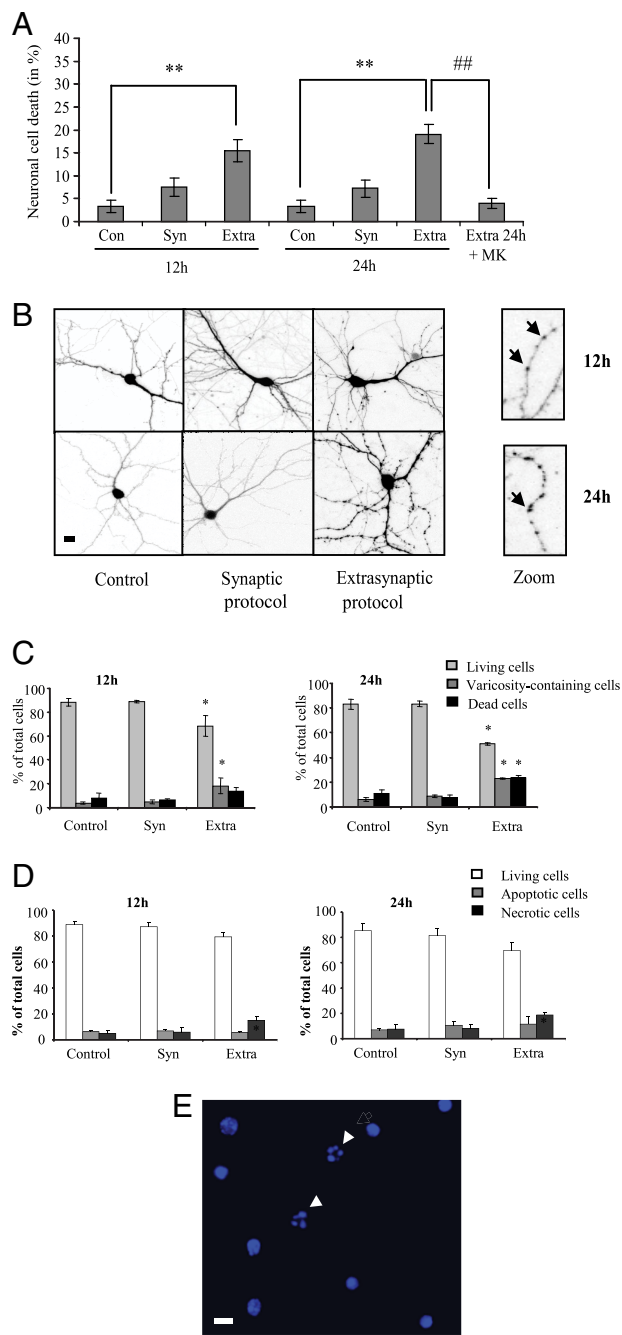 A
Neuronal cell death (in %)
40
35
30
25
20
15
10
5
0
**
**
##
Con
Syn
Extra
Con
Syn
Extra
Extra 24h
+ MK
12h
24h
B
12h
24h
Control
Synaptic
protocol
Extrasynaptic
protocol
Zoom
C
12h
% of total cells
100
80
60
40
20
0
*
*
Control
Syn
Extra
24h
Living cells
Varicosity-containing cells
Dead cells
% of total cells
100
80
60
40
20
0
*
*
*
Control
Syn
Extra
D
12h
% of total cells
100
80
60
40
20
0
*
Control
Syn
Extra
24h
Living cells
Apoptotic cells
Necrotic cells
% of total cells
100
80
60
40
20
0
*
Control
Syn
Extra
E